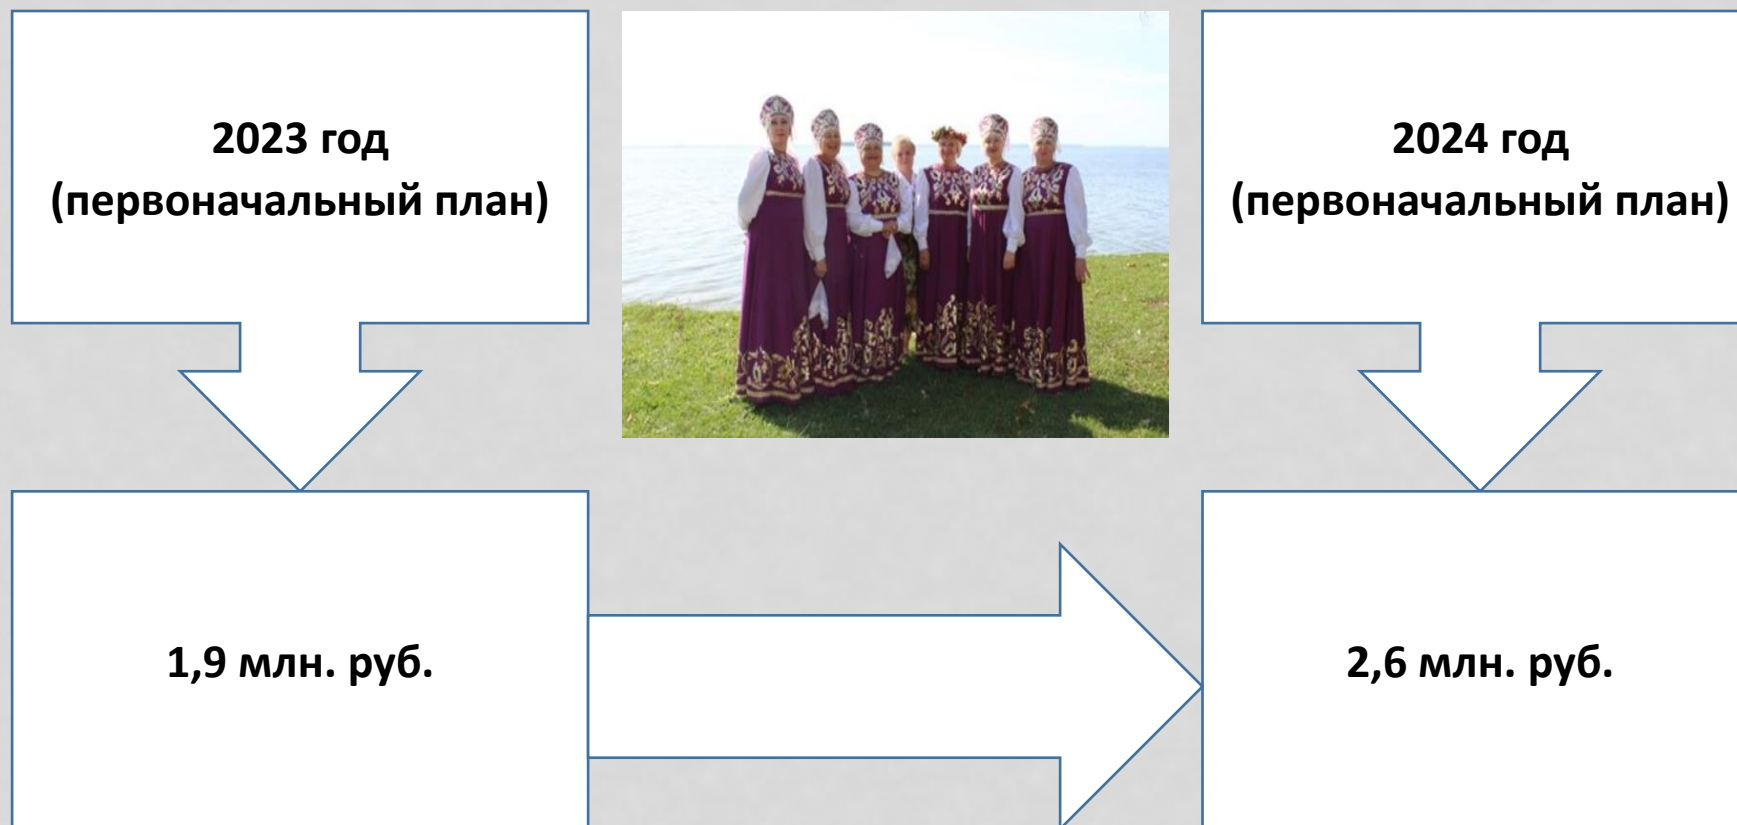 2023 год
(первоначальный план)
2024 год
(первоначальный план)
1,9 млн. руб.
2,6 млн. руб.